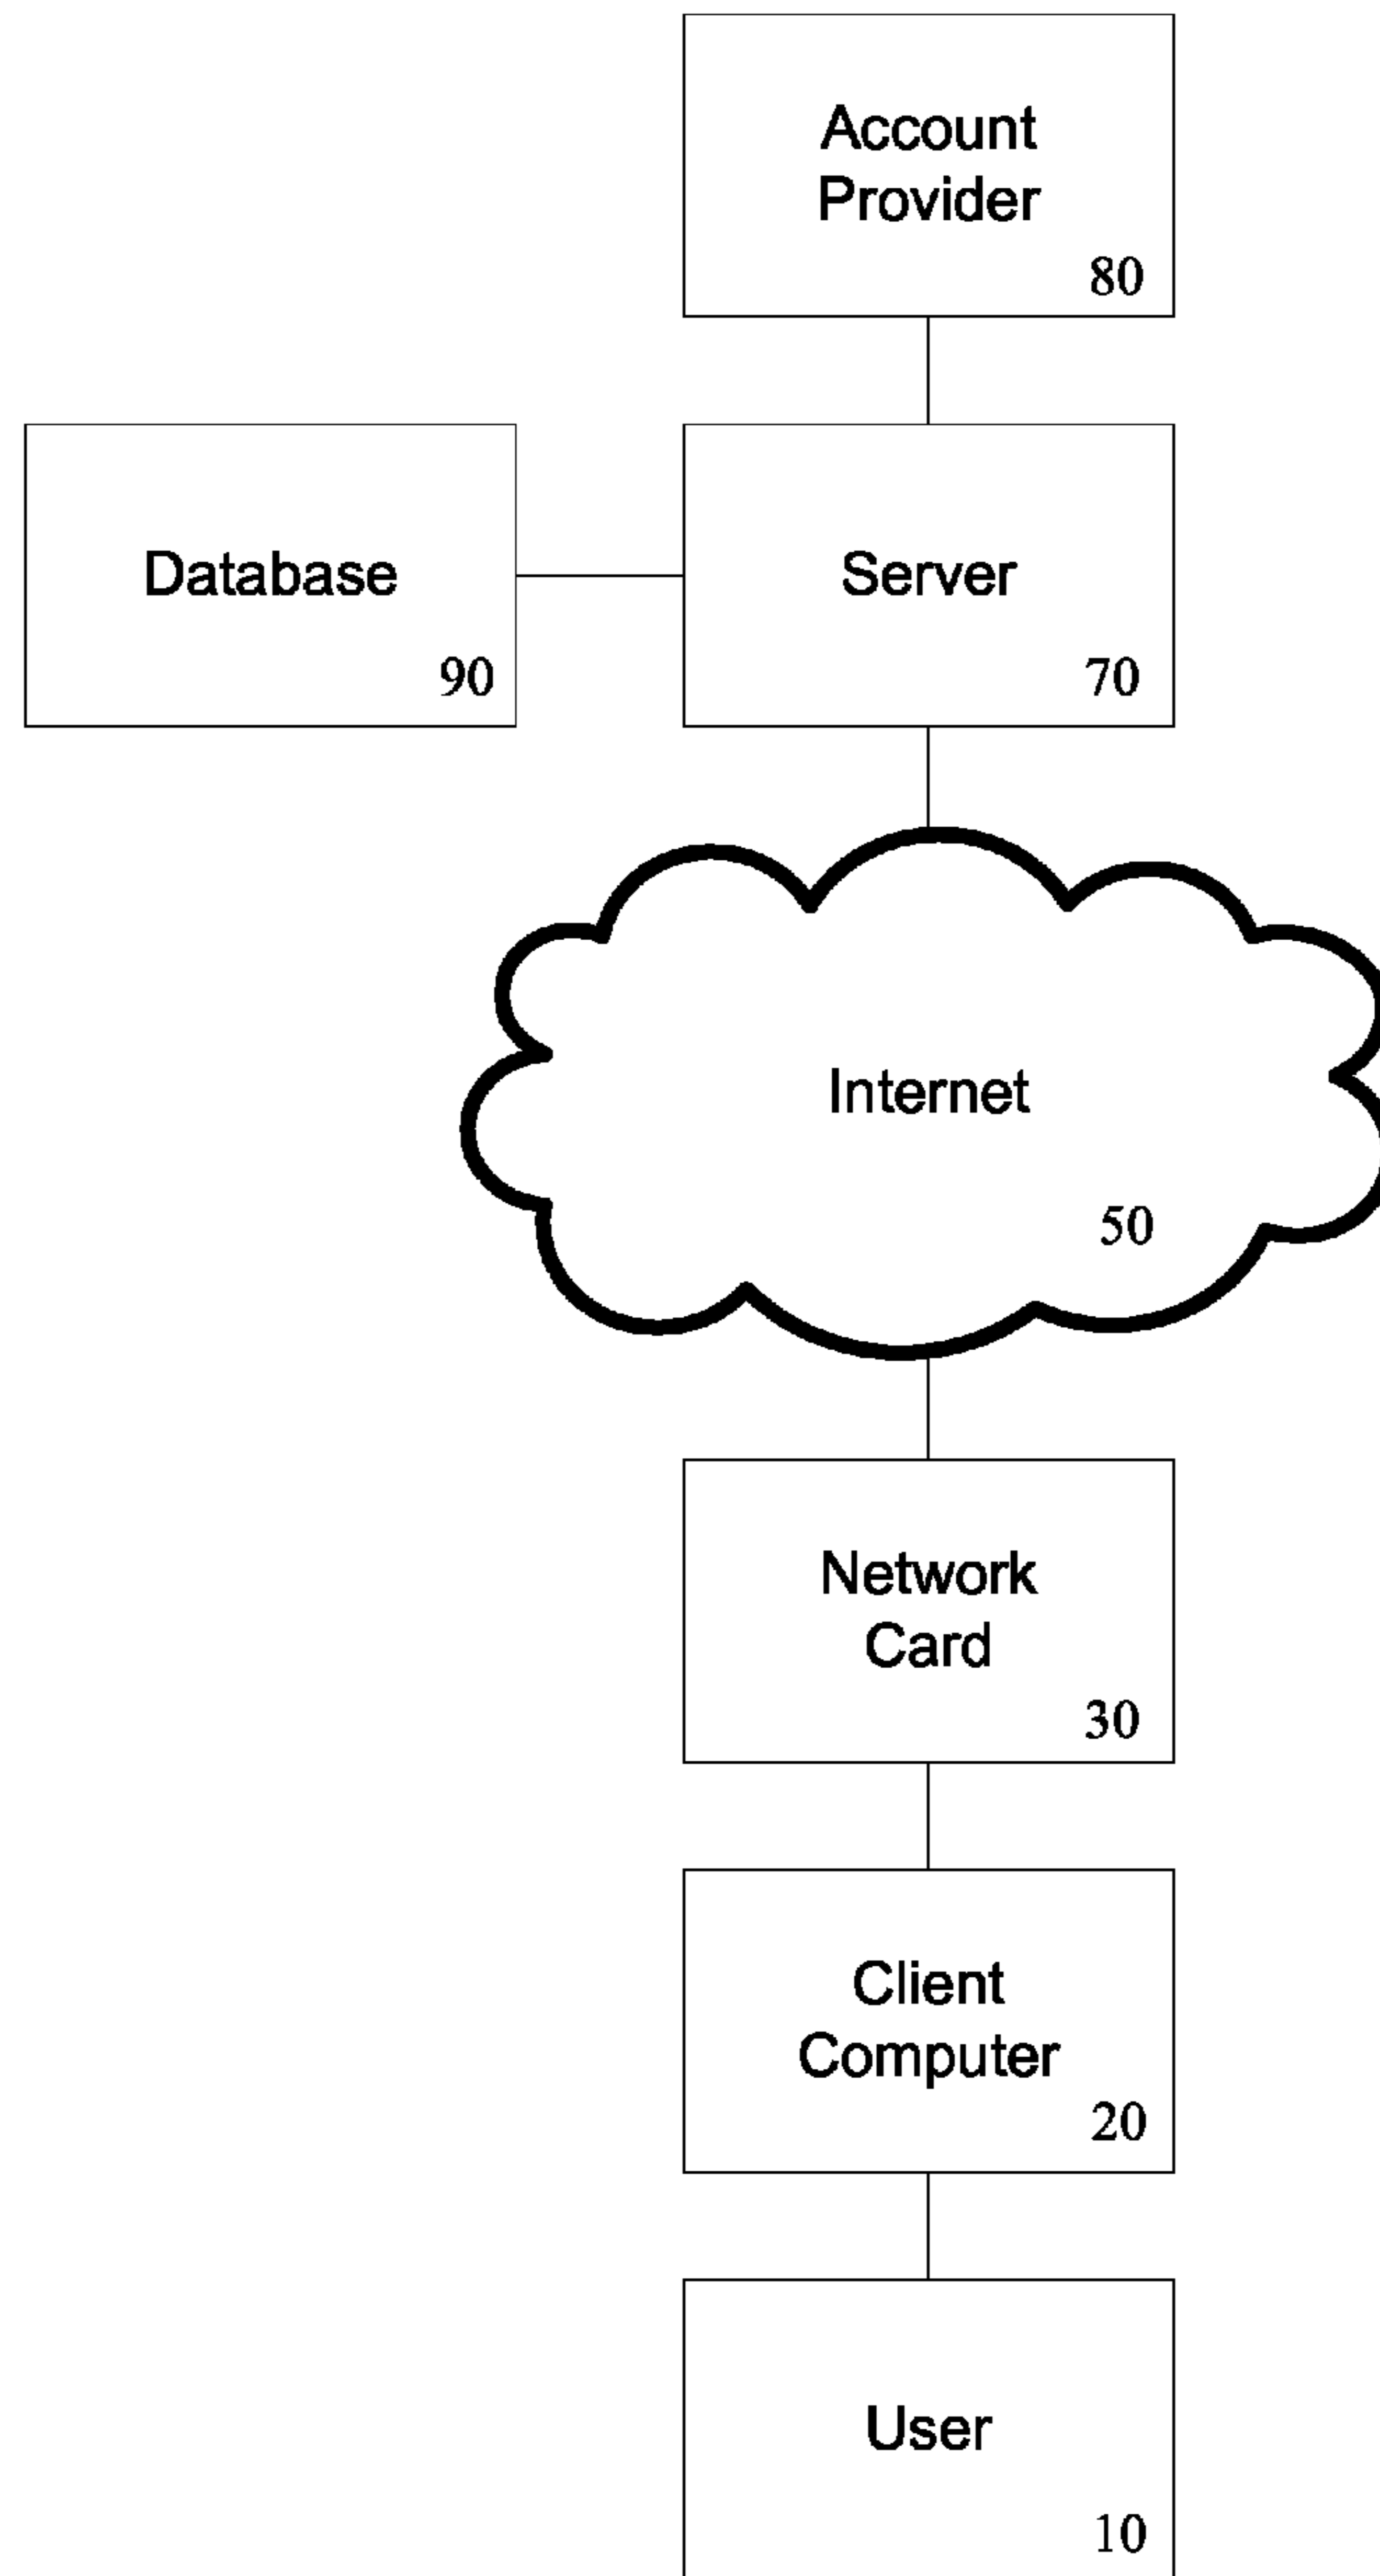 Account
Provider
80
Database
90
Server
70
Internet
50
Network
Card
30
Client
Computer
20
User
10